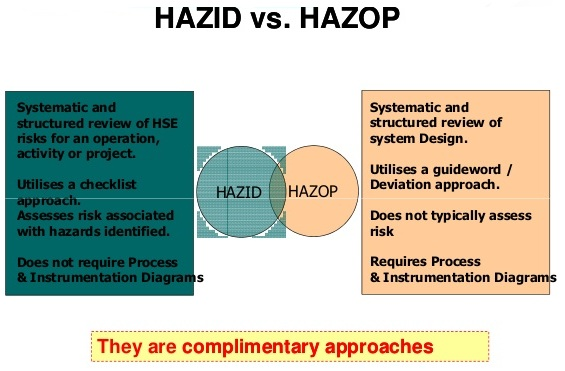 HAZID vs. HAZOP
Systematic and
structured review of HSE
risks for an operation,
activity or project.
Utilises a checklist
approach.
Assesses risk associated
with hazards identified.
Does not require Process
& Instrumentation Diagrams
HAZID
HAZOP
Systematic and
structured review of
system Design.
Utilises a guideword /
Deviation approach.
Does not typically assess
risk
Requires Process
& Instrumentation Diagrams
They are complimentary approaches